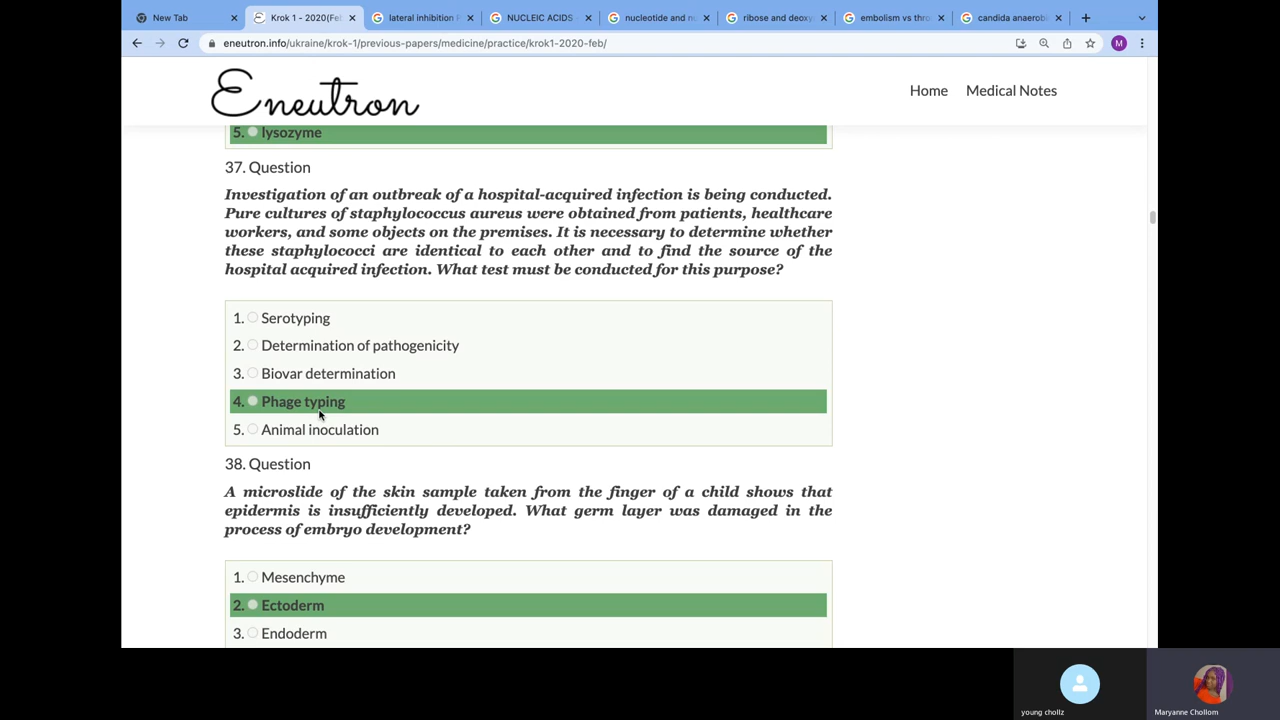 New Tab
Krok 1 - 2020(Fe
lateral inhibition
NUCLEIC ACIDS
nucleotide and nu
ribose and deoxy
embolism vs thro
candida anaerobi
eneutron.info/ukraine/krok-1/previous-papers/medicine/practice/krok1-2020-feb/
M
Eneutron
Home
Medical Notes
5. lysozyme
37. Question
Investigation of an outbreak of a hospital-acquired infection is being conducted.
Pure cultures of staphylococcus aureus were obtained from patients, healthcare
workers, and some objects on the premises. It is necessary to determine whether
these staphylococci are identical to each other and to find the source of the
hospital acquired infection. What test must be conducted for this purpose?
1. Serotyping
2. Determination of pathogenicity
3. Biovar determination
4. Phage typing
5. Animal inoculation
38. Question
A microslide of the skin sample taken from the finger of a child shows that
epidermis is insufficiently developed. What germ layer was damaged in the
process of embryo development?
1. Mesenchyme
2. Ectoderm
3. Endoderm
young chollz
Maryanne Chollom